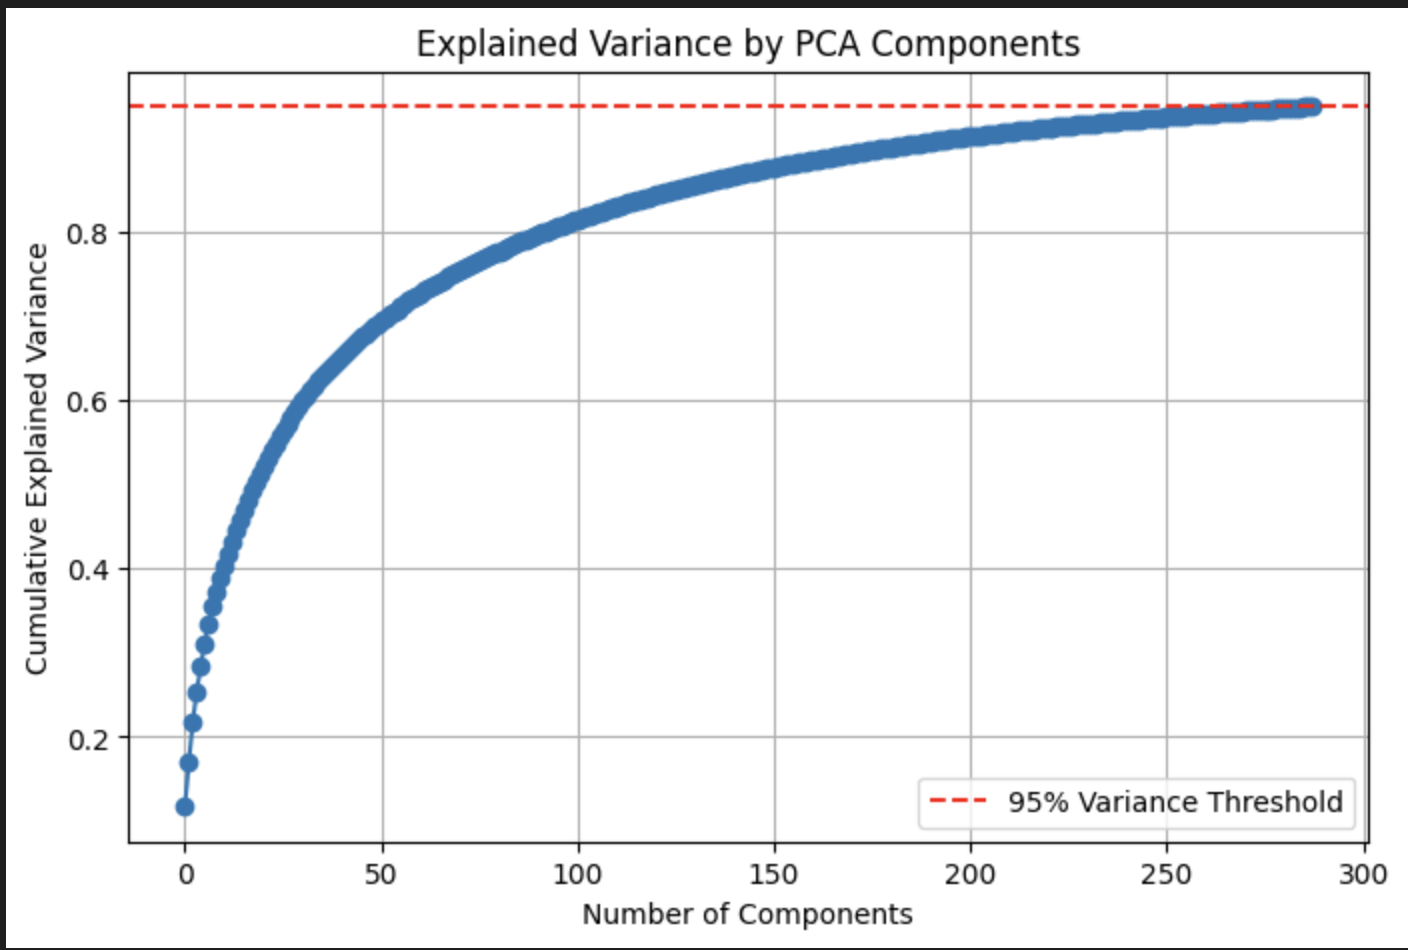 Explained Variance by PCA Components
Cumulative Explained Variance
0.8
0.6
0.4
0.2
95% Variance Threshold
0 50 100 150 200 250 300
Number of Components